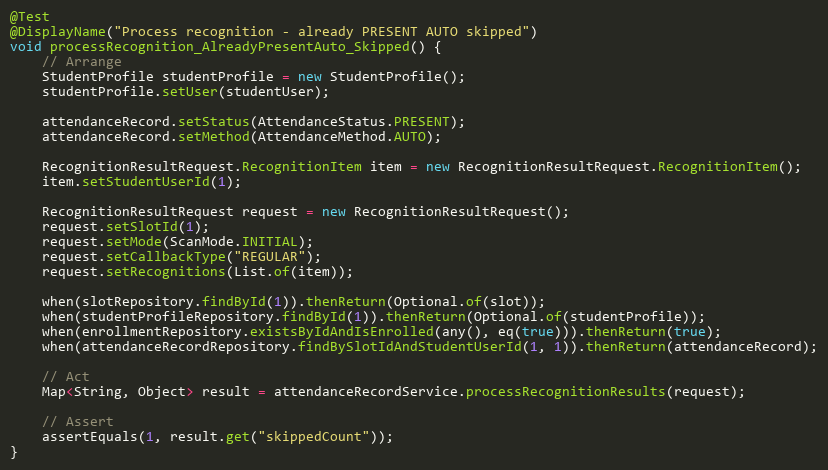 @Test
@DisplayName("Process recognition - already PRESENT AUTO skipped")
void processRecognition_AlreadyPresentAuto_Skipped() {
    // Arrange
    StudentProfile studentProfile = new StudentProfile();
    studentProfile.setUser(studentUser);

    attendanceRecord.setStatus(AttendanceStatus.PRESENT);
    attendanceRecord.setMethod(AttendanceMethod.AUTO);

    RecognitionResultRequest.RecognitionItem item = new RecognitionResultRequest.RecognitionItem();
    item.setStudentUserId(1);

    RecognitionResultRequest request = new RecognitionResultRequest();
    request.setSlotId(1);
    request.setMode(ScanMode.INITIAL);
    request.setCallbackType("REGULAR");
    request.setRecognitions(List.of(item));

    when(slotRepository.findById(1)).thenReturn(Optional.of(slot));
    when(studentProfileRepository.findById(1)).thenReturn(Optional.of(studentProfile));
    when(enrollmentRepository.existsByIdAndIsEnrolled(any(), eq(true))).thenReturn(true);
    when(attendanceRecordRepository.findBySlotIdAndStudentUserId(1, 1)).thenReturn(attendanceRecord);

    // Act
    Map<String, Object> result = attendanceRecordService.processRecognitionResults(request);

    // Assert
    assertEquals(1, result.get("skippedCount"));
}